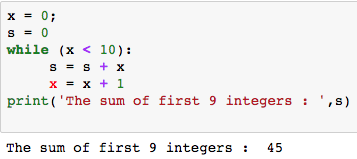 x = 0;
s = 0
while (x < 10):
     s = s + x
     x = x + 1
print('The sum of first 9 integers : ',s)
The sum of first 9 integers :  45